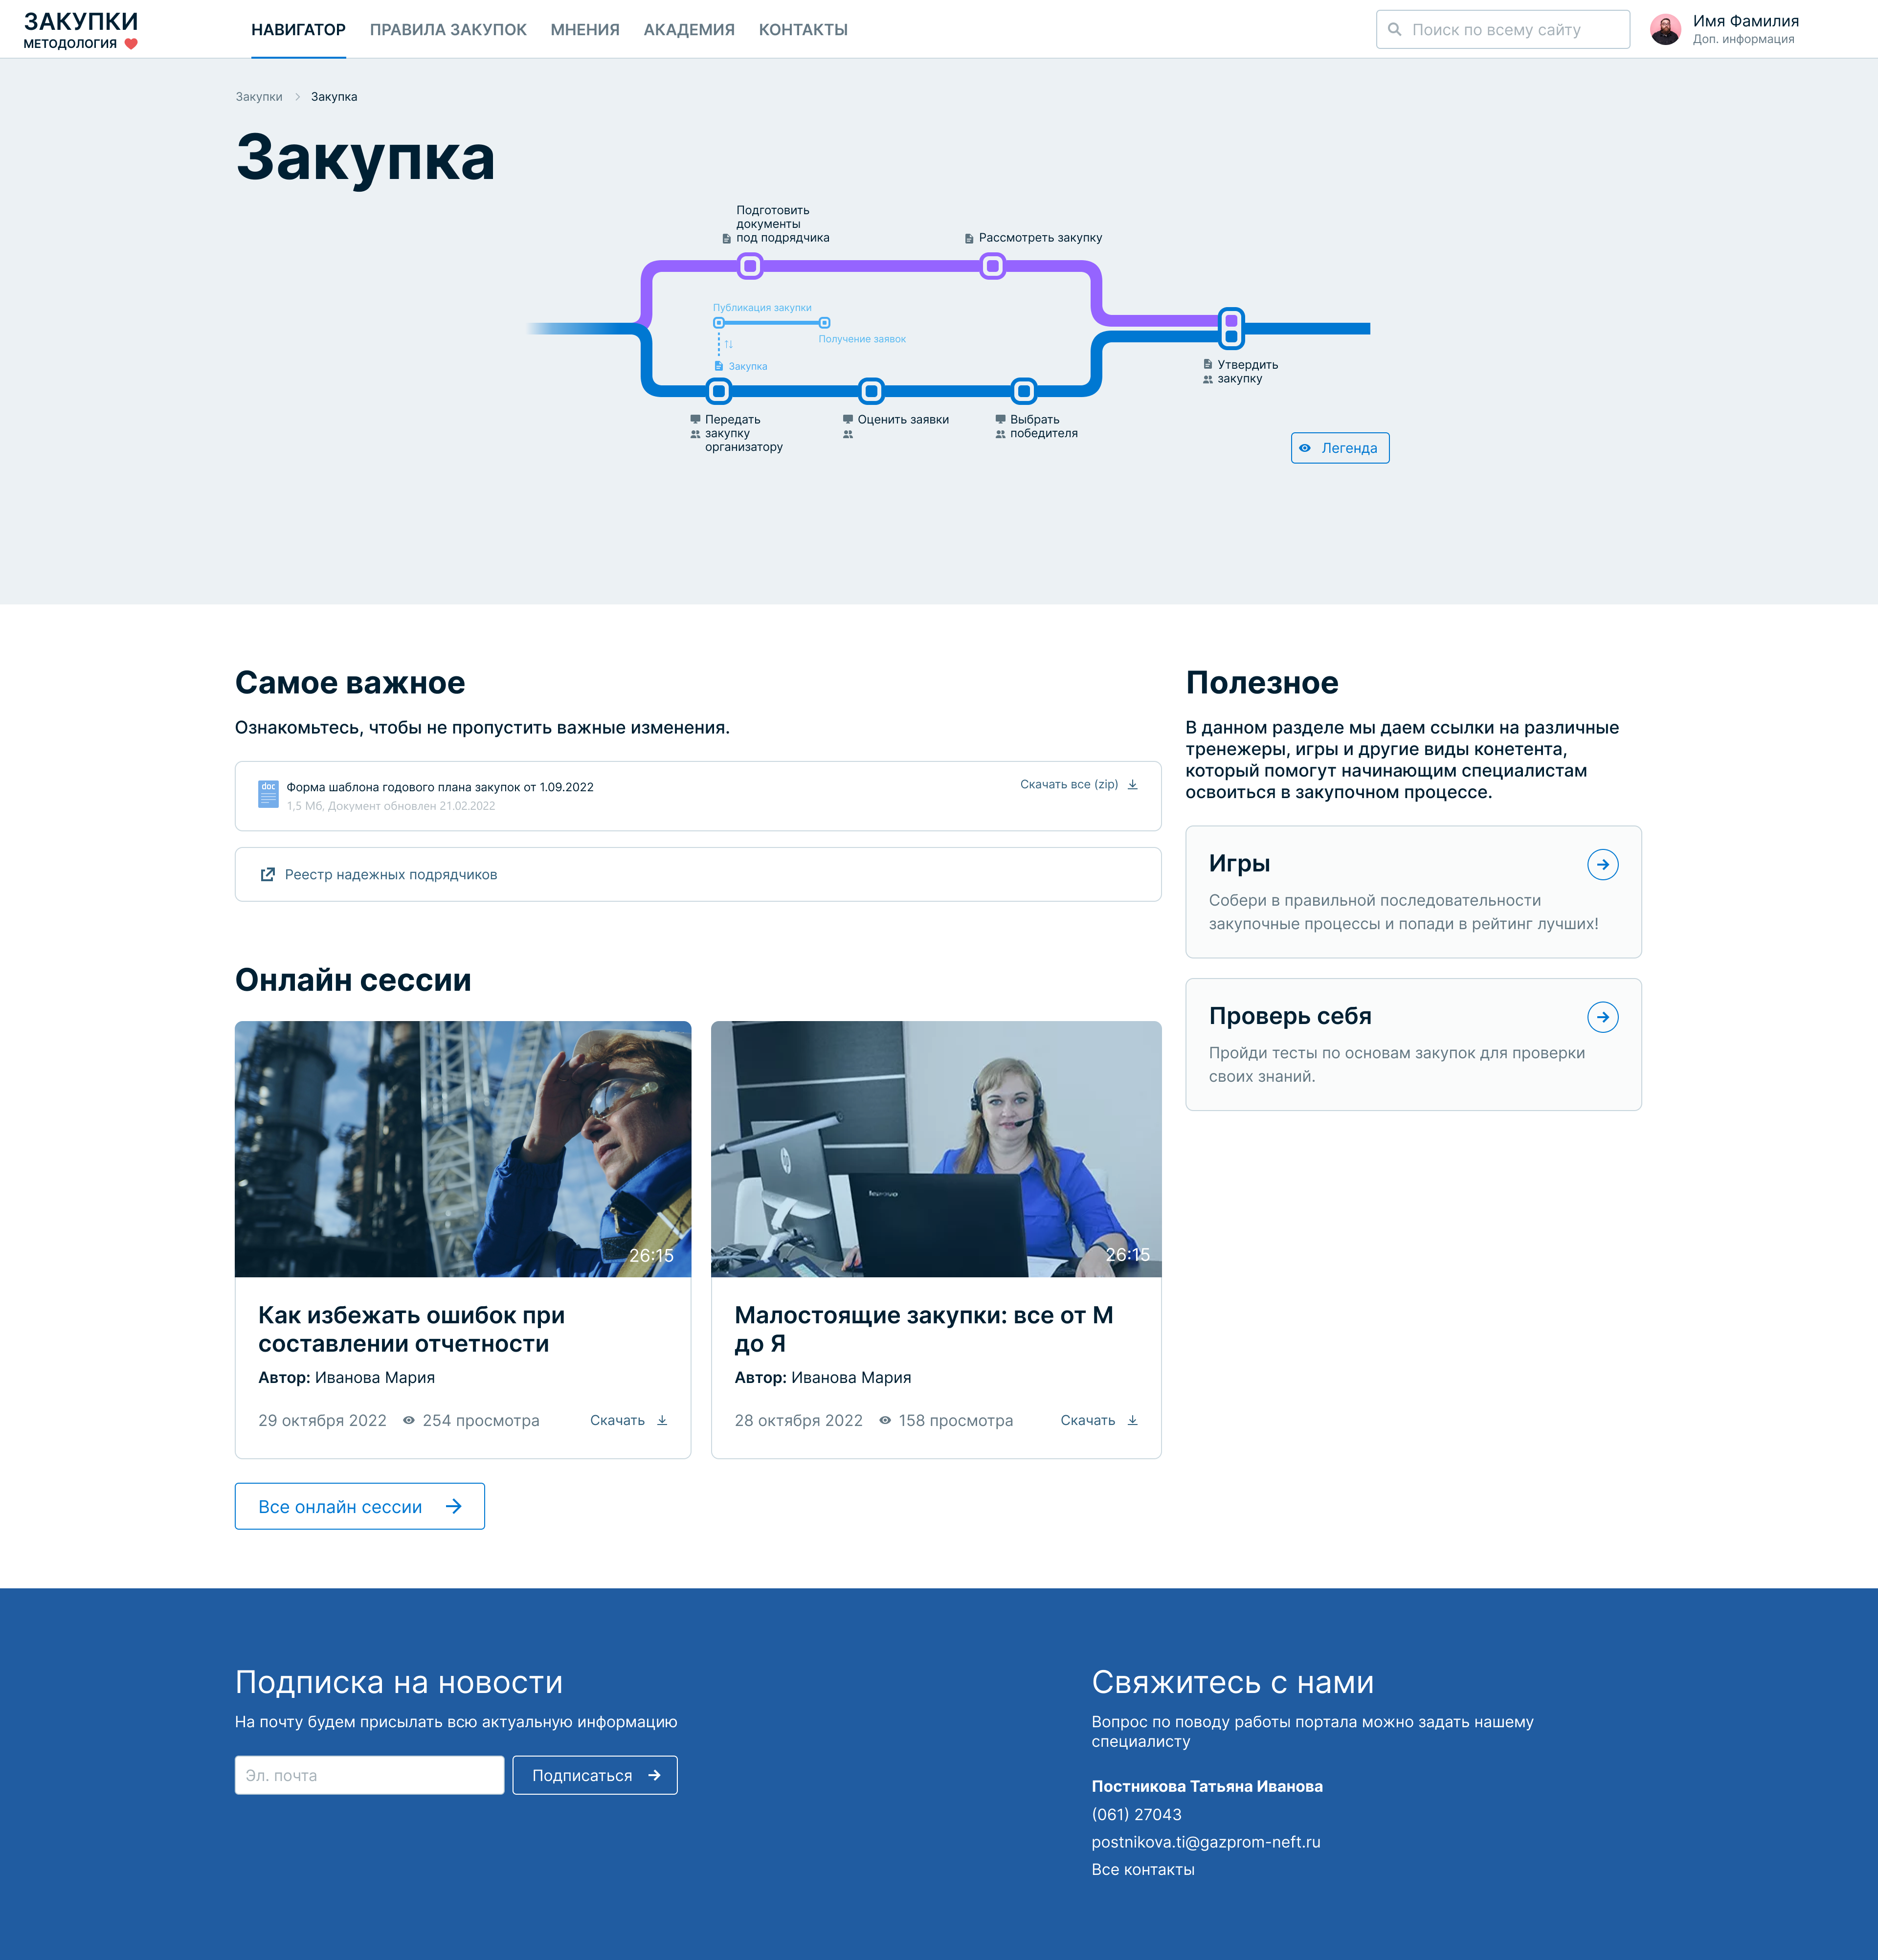 ЗАКУПКИ
МЕТОДОЛОГИЯ
НАВИГАТОР
ПРАВИЛА ЗАКУПОК
МНЕНИЯ
АКАДЕМИЯ
КОНТАКТЫ
Поиск по всему сайту
Имя Фамилия
Доп. информация
Закупки
Закупка
Закупка
Подготовить
документы
под подрядчика
Рассмотреть закупку
Публикация закупки
Получение заявок
Закупка
Утвердить
закупку
Передать
закупку
организатору
Оценить заявки
Выбрать
победителя
Легенда
Самое важное
Ознакомьтесь, чтобы не пропустить важные изменения.
doc
Форма шаблона годового плана закупок от 1.09.2022
1,5 Мб, Документ обновлен 21.02.2022
Скачать все (zip)
Реестр надежных подрядчиков
Полезное
В данном разделе мы даем ссылки на различные
тренежеры, игры и другие виды конетента,
который помогут начинающим специалистам
освоиться в закупочном процессе.
Игры
Собери в правильной последовательности
закупочные процессы и попади в рейтинг лучших!
Проверь себя
Пройди тесты по основам закупок для проверки
своих знаний.
Онлайн сессии
26:15
Как избежать ошибок при
составлении отчетности
Автор: Иванова Мария
29 октября 2022
254 просмотра
Скачать
hp
lenovo
26:15
Малостоящие закупки: все от М
до Я
Автор: Иванова Мария
28 октября 2022
158 просмотра
Скачать
Все онлайн сессии
Подписка на новости
На почту будем присылать всю актуальную информацию
Эл. почта
Подписаться
Свяжитесь с нами
Вопрос по поводу работы портала можно задать нашему
специалисту
Постникова Татьяна Иванова
(061) 27043
postnikova.ti@gazprom-neft.ru
Все контакты